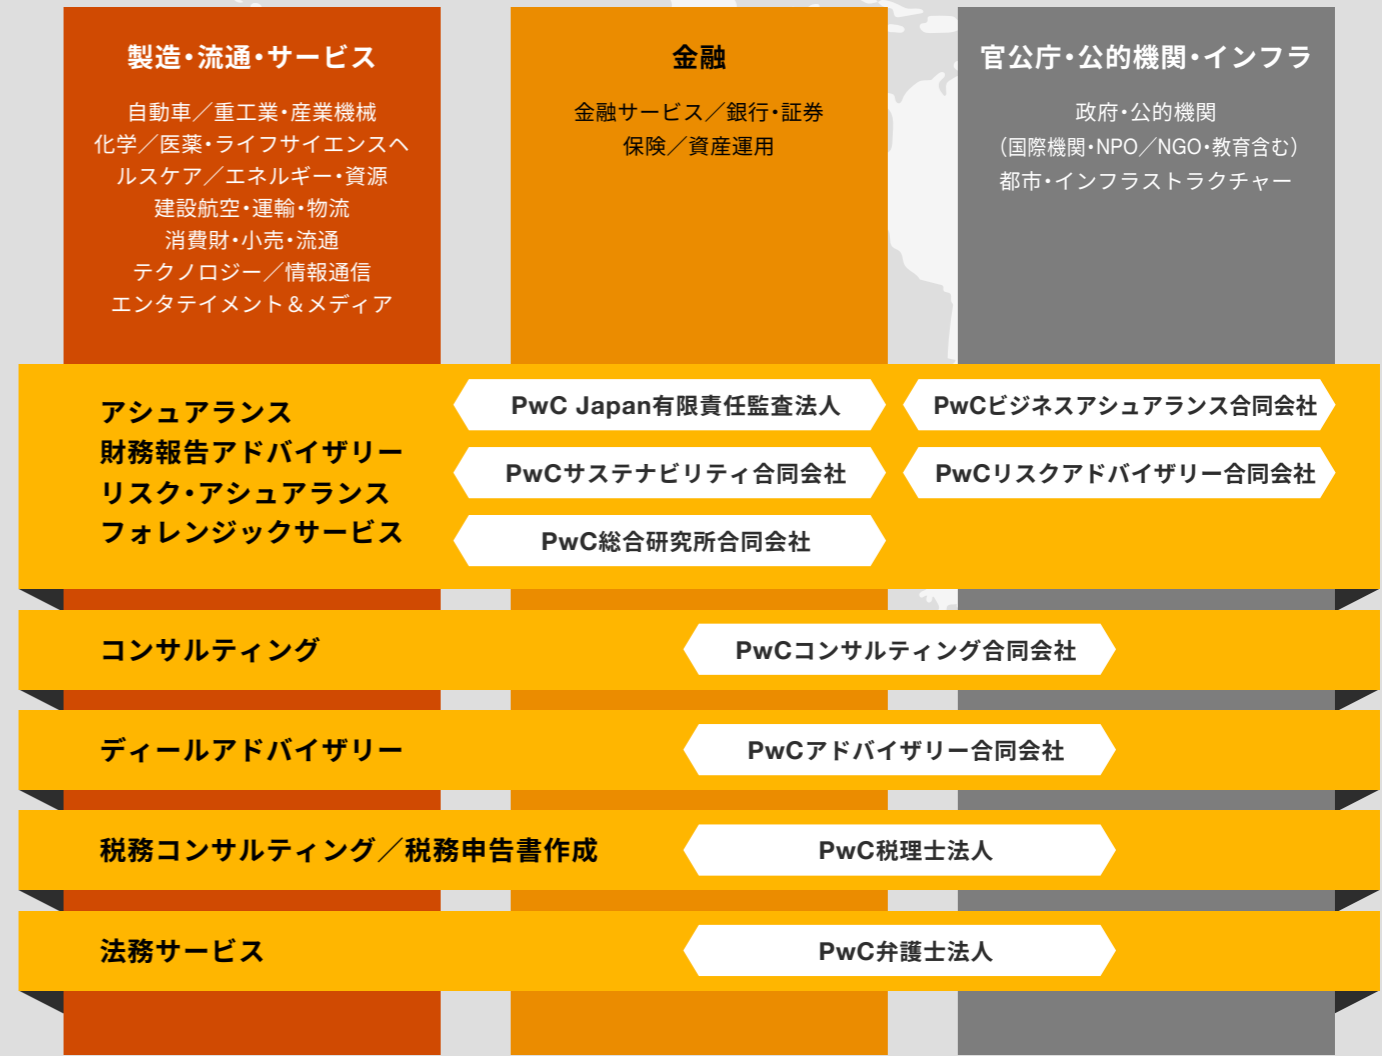 製造・流通・サービス
自動車／重工業・産業機械
化学／医薬・ライフサイエンスヘ
ルスケア／エネルギー・資源
建設航空・運輸・物流
消費財・小売・流通
テクノロジー／情報通信
エンタテイメント＆メディア
金融
金融サービス／銀行・証券
保険／資産運用
官公庁・公的機関・インフラ
政府・公的機関
（国際機関・NPO／NGO・教育含む）
都市・インフラストラクチャー
アシュアランス
財務報告アドバイザリー
リスク・アシュアランス
フォレンジックサービス
PwC Japan有限責任監査法人
PwCビジネスアシュアランス合同会社
PwCサステナビリティ合同会社
PwCリスクアドバイザリー合同会社
PwC総合研究所合同会社
コンサルティング
PwCコンサルティング合同会社
ディールアドバイザリー
PwCアドバイザリー合同会社
税務コンサルティング／税務申告書作成
PwC税理士法人
法務サービス
PwC弁護士法人